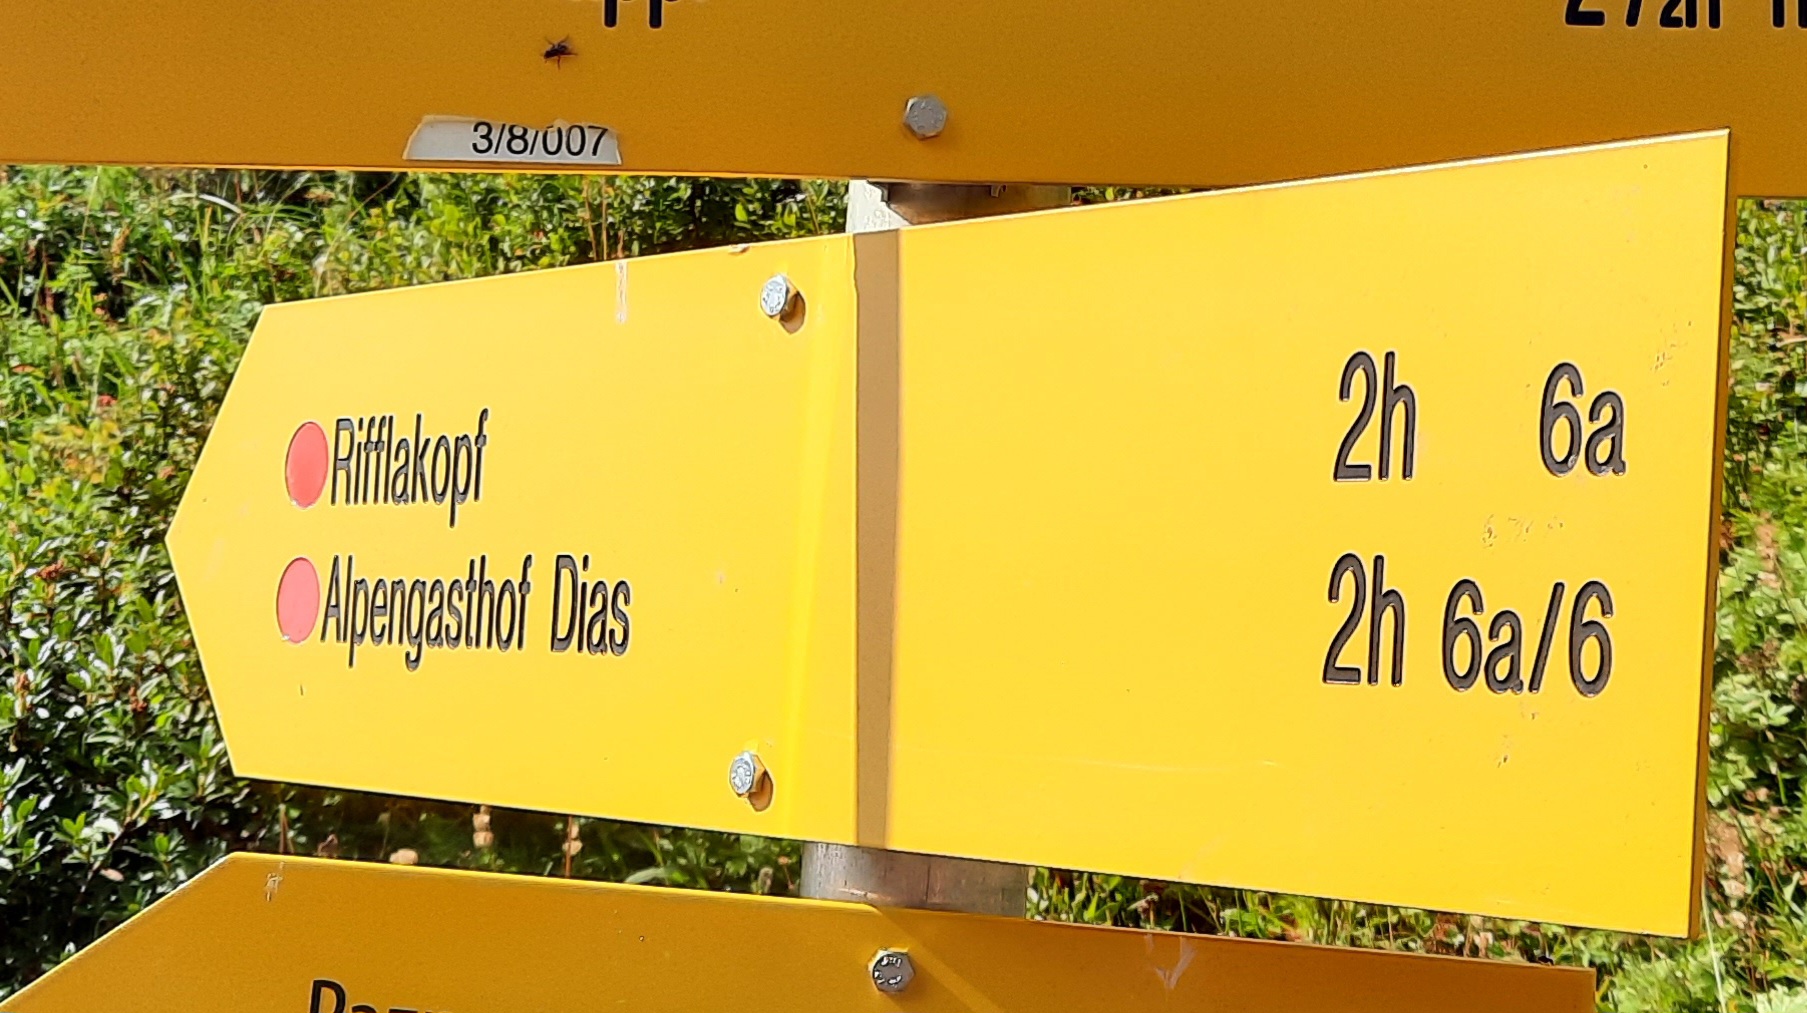 3/8/007
Rifflakopf 2h 6a
Alpengasthof Dias 2h 6a/6